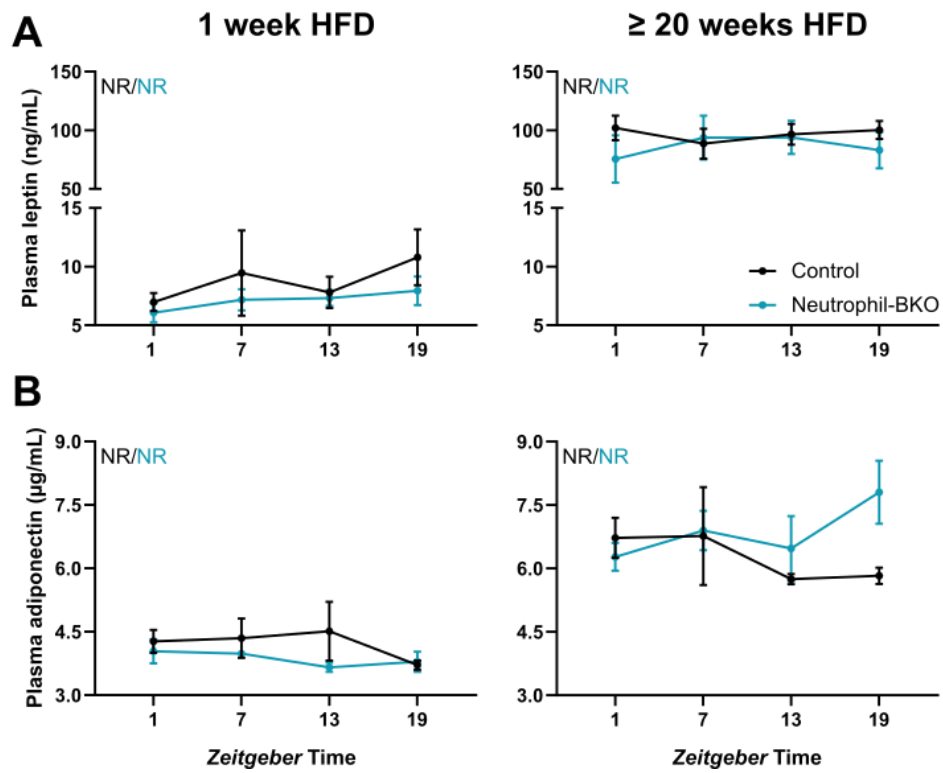 A
1 week HFD
≥ 20 weeks HFD
Plasma leptin (ng/mL)
150
100
50
15
10
5
NR/NR
1
7
13
19
150
100
50
15
10
5
NR/NR
Control
Neutrophil-BKO
1
7
13
19
B
Plasma adiponectin (µg/mL)
9.0
7.5
6.0
4.5
3.0
NR/NR
1
7
13
19
Zeitgeber Time
9.0
7.5
6.0
4.5
3.0
NR/NR
1
7
13
19
Zeitgeber Time